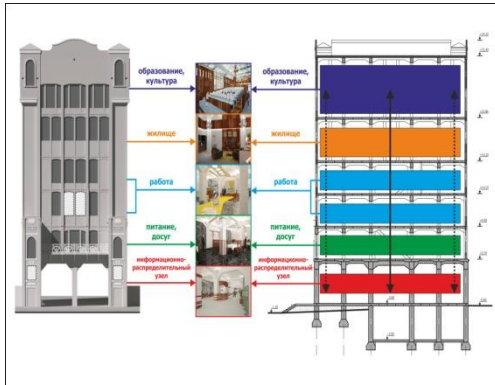 образование,
культура
образование,
культура
жилище
жилище
работа
работа
питание,
досуг
питание,
досуг
информационно-
распределительный
узел
информационно-
распределительный
узел